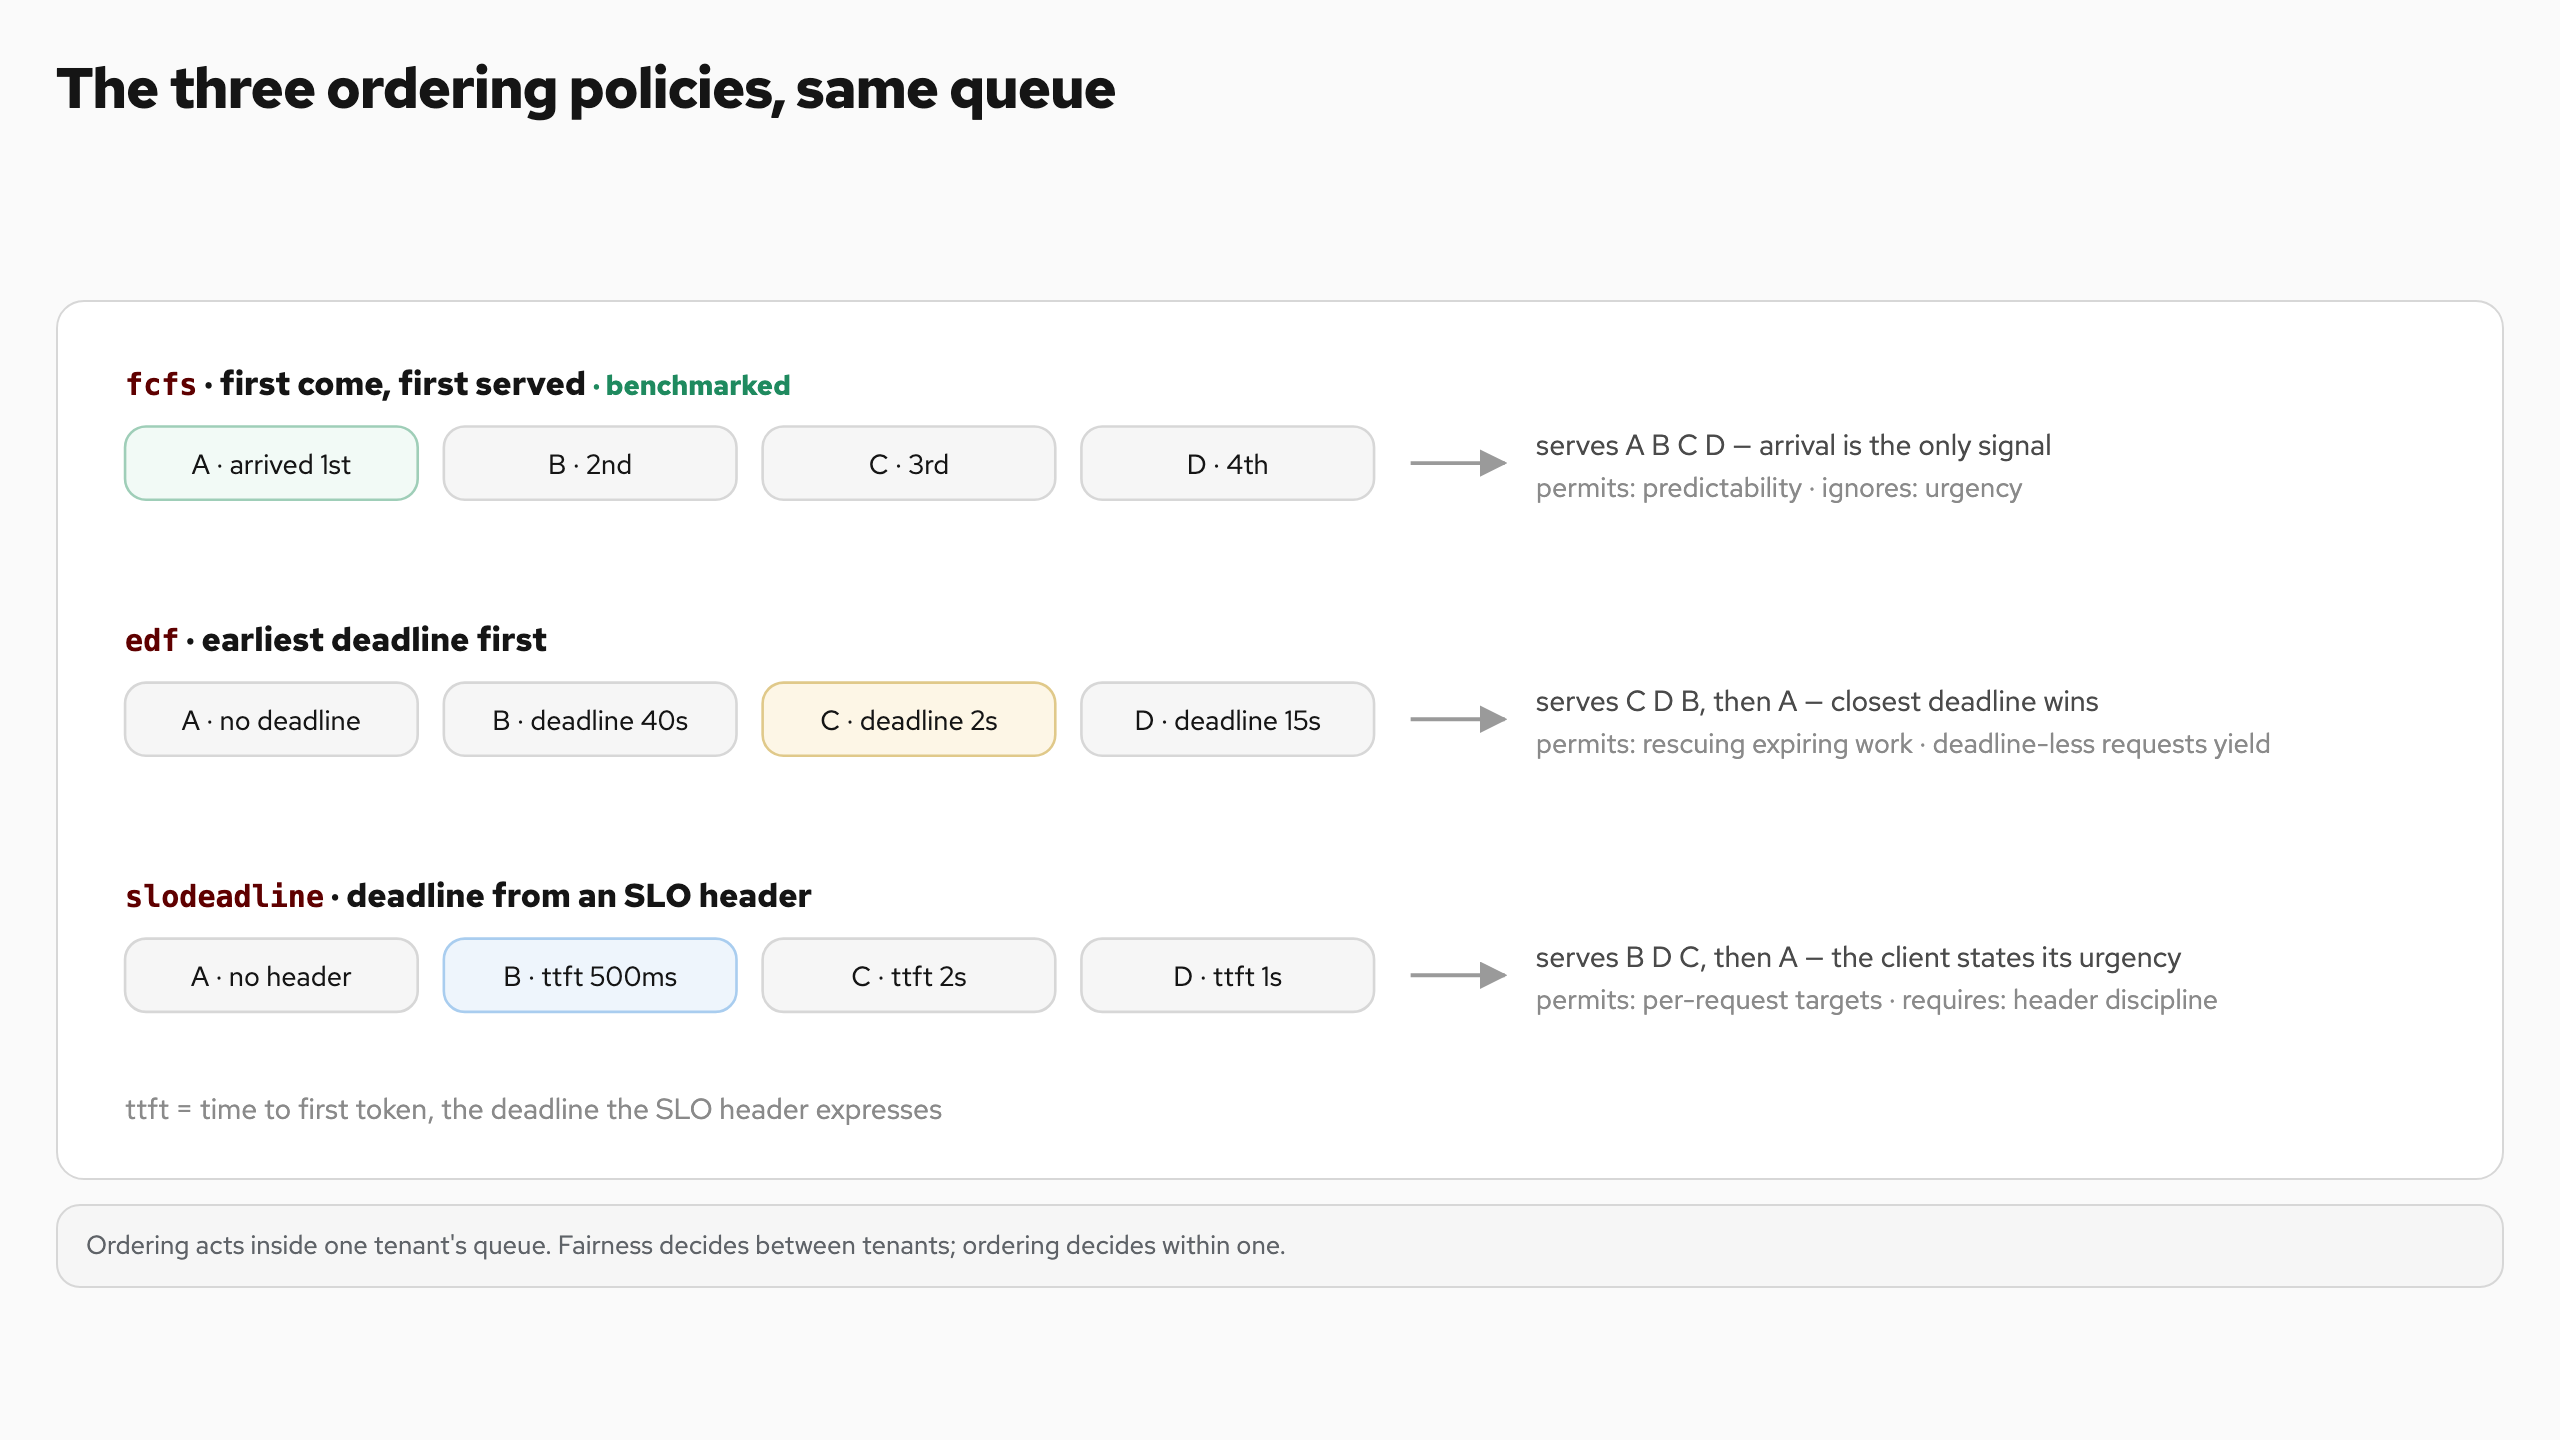 The three ordering policies, same queue
fcfs · first come, first served · benchmarked
A · arrived 1st
B · 2nd
C · 3rd
D · 4th
serves A B C D – arrival is the only signal
permits: predictability · ignores: urgency
edf · earliest deadline first
A · no deadline
B · deadline 40s
C · deadline 2s
D · deadline 15s
serves C D B, then A – closest deadline wins
permits: rescuing expiring work · deadline-less requests yield
slodeadline · deadline from an SLO header
A · no header
B · ttft 500ms
C · ttft 2s
D · ttft 1s
serves B D C, then A – the client states its urgency
permits: per-request targets · requires: header discipline
ttft = time to first token, the deadline the SLO header expresses
Ordering acts inside one tenant's queue. Fairness decides between tenants; ordering decides within one.